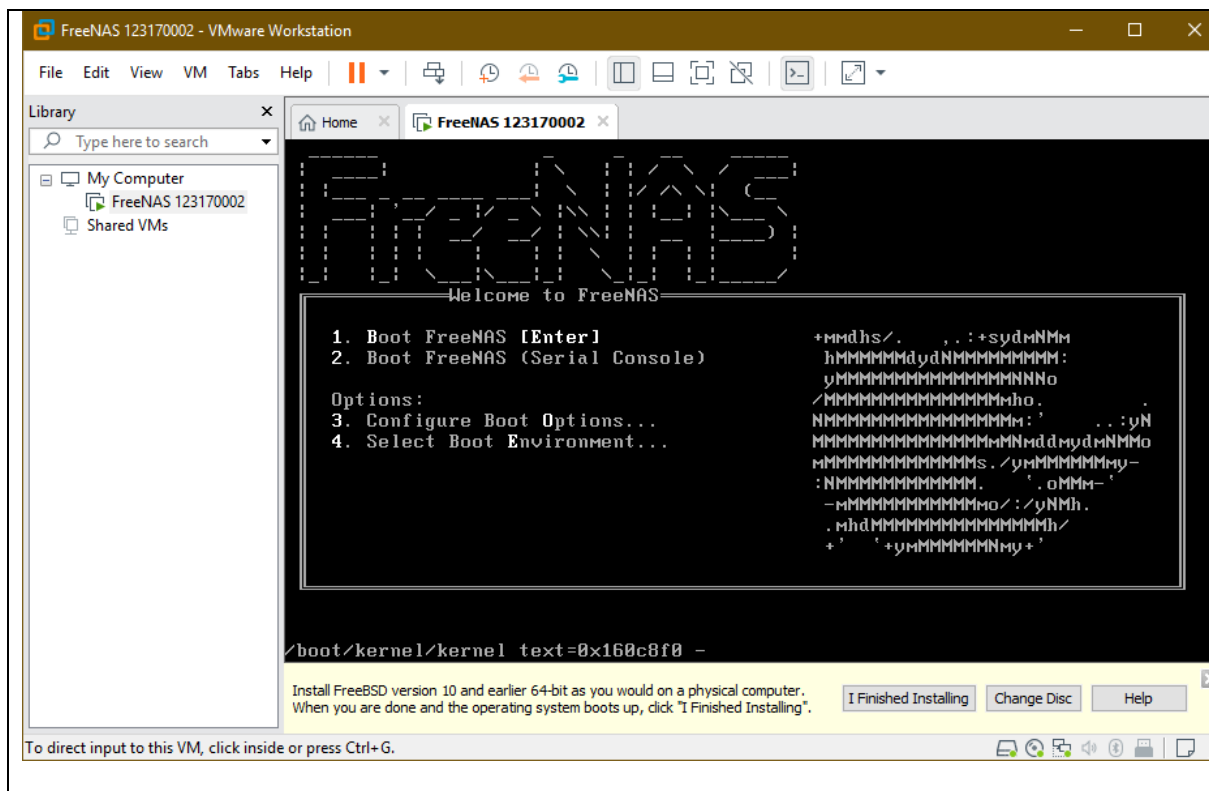 FreeNAS 123170002 - VMware Workstation
File Edit View VM Tabs Help
Library
Type here to search
My Computer
FreeNAS 123170002
Shared VMs
Home
FreeNAS 123170002
FreeNAS
Welcome to FreeNAS
1. Boot FreeNAS [Enter]
2. Boot FreeNAS (Serial Console)
Options:
3. Configure Boot Options...
4. Select Boot Environment...
/boot/kernel/kernel text=0x160c8f0 -
Install FreeBSD version 10 and earlier 64-bit as you would on a physical computer.
When you are done and the operating system boots up, click "I Finished Installing".
I Finished Installing
Change Disc
Help
To direct input to this VM, click inside or press Ctrl+G.